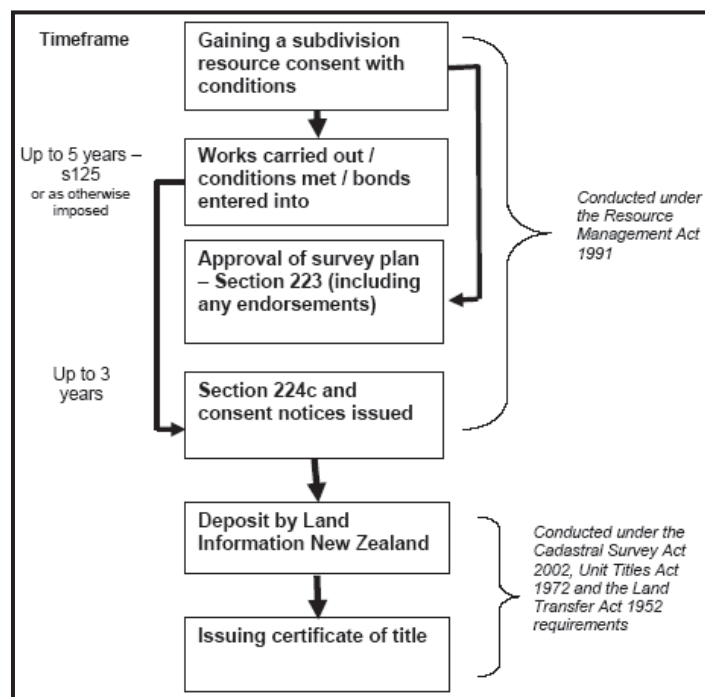 Timeframe
Gaining a subdivision
resource consent with
conditions
Up to 5 years –
s125
or as otherwise
imposed
Works carried out /
conditions met / bonds
entered into
Conducted under
the Resource
Management Act
1991
Approval of survey plan
– Section 223 (including
any endorsements)
Up to 3
years
Section 224c and
consent notices issued
Deposit by Land
Information New Zealand
Conducted under the
Cadastral Survey Act
2002, Unit Titles Act
1972 and the Land
Transfer Act 1952
requirements
Issuing certificate of title